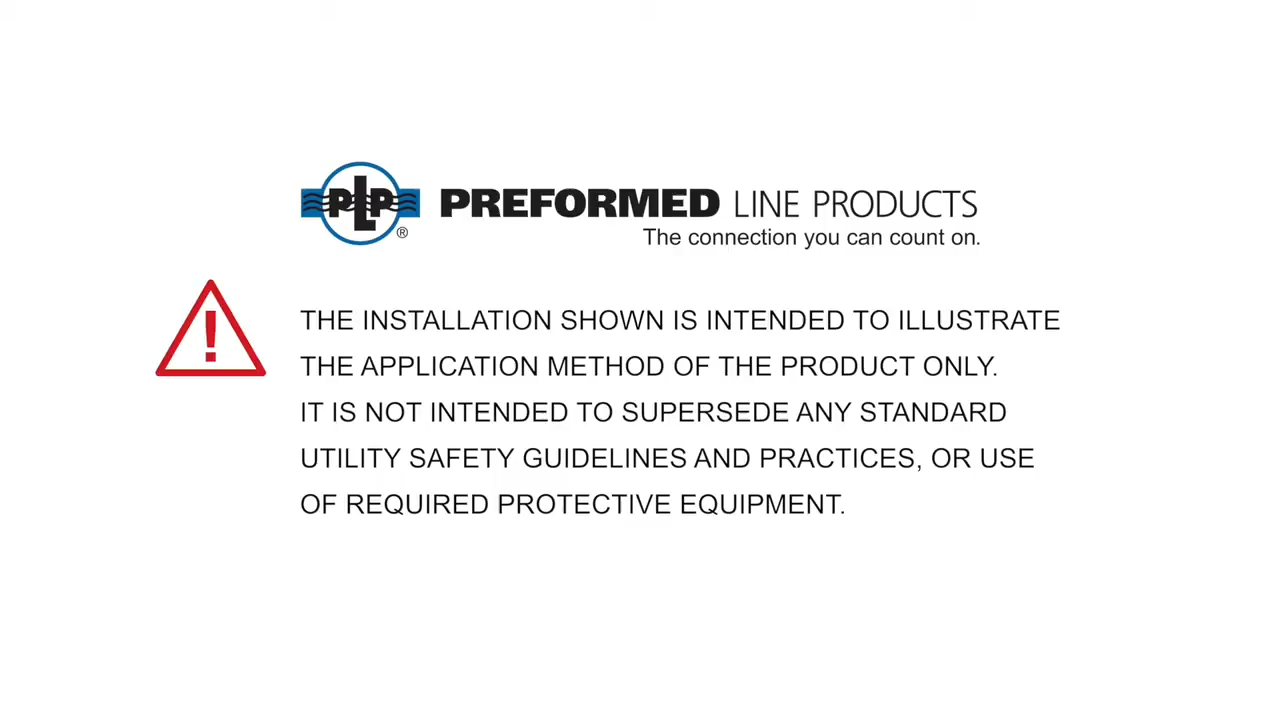 PLP® PREFORMED LINE PRODUCTS
The connection you can count on.
! THE INSTALLATION SHOWN IS INTENDED TO ILLUSTRATE
THE APPLICATION METHOD OF THE PRODUCT ONLY.
IT IS NOT INTENDED TO SUPERSEDE ANY STANDARD
UTILITY SAFETY GUIDELINES AND PRACTICES, OR USE
OF REQUIRED PROTECTIVE EQUIPMENT.